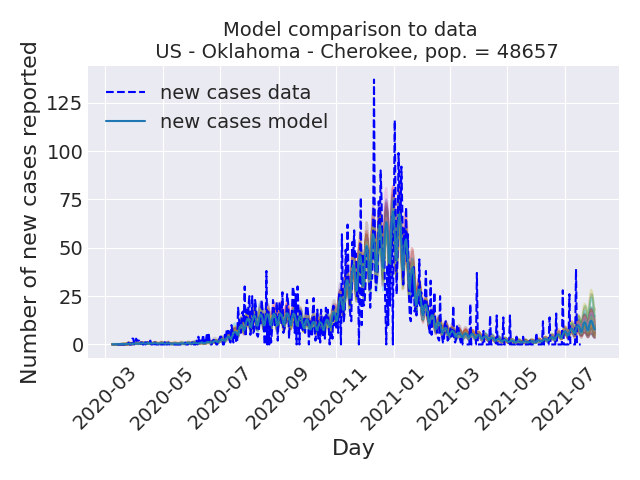 Model comparison to data
US - Oklahoma - Cherokee, pop. = 48657
Number of new cases reported
125
100
75
50
25
0
new cases data
new cases model
2020-03
2020-05
2020-07
2020-09
2020-11
2021-01
2021-03
2021-05
2021-07
Day